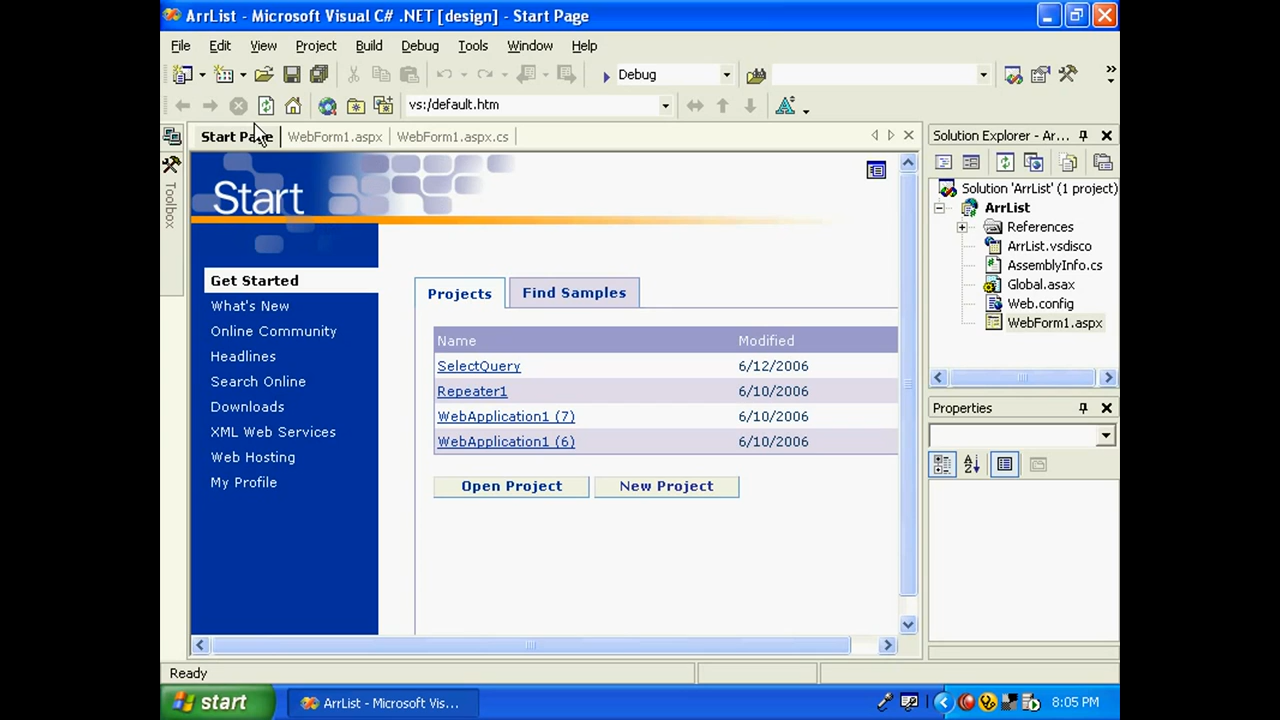 ArrList - Microsoft Visual C# .NET [design] - Start Page
File Edit View Project Build Debug Tools Window Help
Debug
vs:/default.htm
Start Page WebForm1.aspx WebForm1.aspx.cs
Toolbox
Start
Get Started
What's New
Online Community
Headlines
Search Online
Downloads
XML Web Services
Web Hosting
My Profile
Projects Find Samples
Name Modified
SelectQuery 6/12/2006
Repeater1 6/10/2006
WebApplication1 (7) 6/10/2006
WebApplication1 (6) 6/10/2006
Open Project New Project
Solution Explorer - Ar...
Solution 'ArrList' (1 project)
ArrList
References
ArrList.vsdisco
AssemblyInfo.cs
Global.asax
Web.config
WebForm1.aspx
Properties
Ready
start ArrList - Microsoft Vis... 8:05 PM